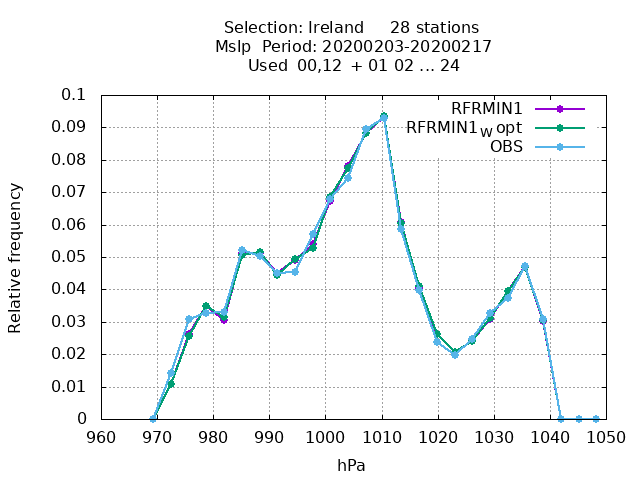 Selection: Ireland 28 stations
Mslp Period: 20200203-20200217
Used 00,12 + 01 02 ... 24
RFRMIN1
RFRMIN1w opt
OBS
Relative frequency
0.1
0.09
0.08
0.07
0.06
0.05
0.04
0.03
0.02
0.01
0
960 970 980 990 1000 1010 1020 1030 1040 1050
hPa